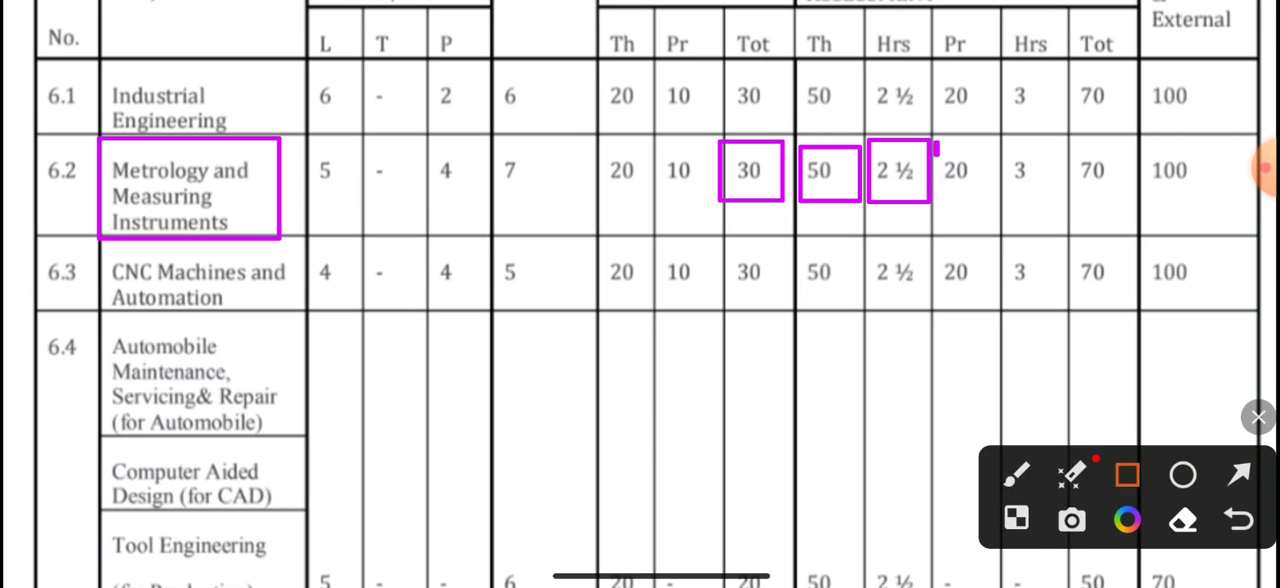 External
No.
L T P Th Pr Tot Th Hrs Pr Hrs Tot
6.1 Industrial 6 - 2 6 20 10 30 50 2 ½ 20 3 70 100
Engineering
6.2 Metrology and 5 - 4 7 20 10 30 50 2 ½ 20 3 70 100
Measuring
Instruments
6.3 CNC Machines and 4 - 4 5 20 10 30 50 2 ½ 20 3 70 100
Automation
6.4 Automobile
Maintenance,
Servicing& Repair
(for Automobile)
Computer Aided
Design (for CAD)
Tool Engineering
5 - - 6 20 - 20 50 2 ½ - - 50 70